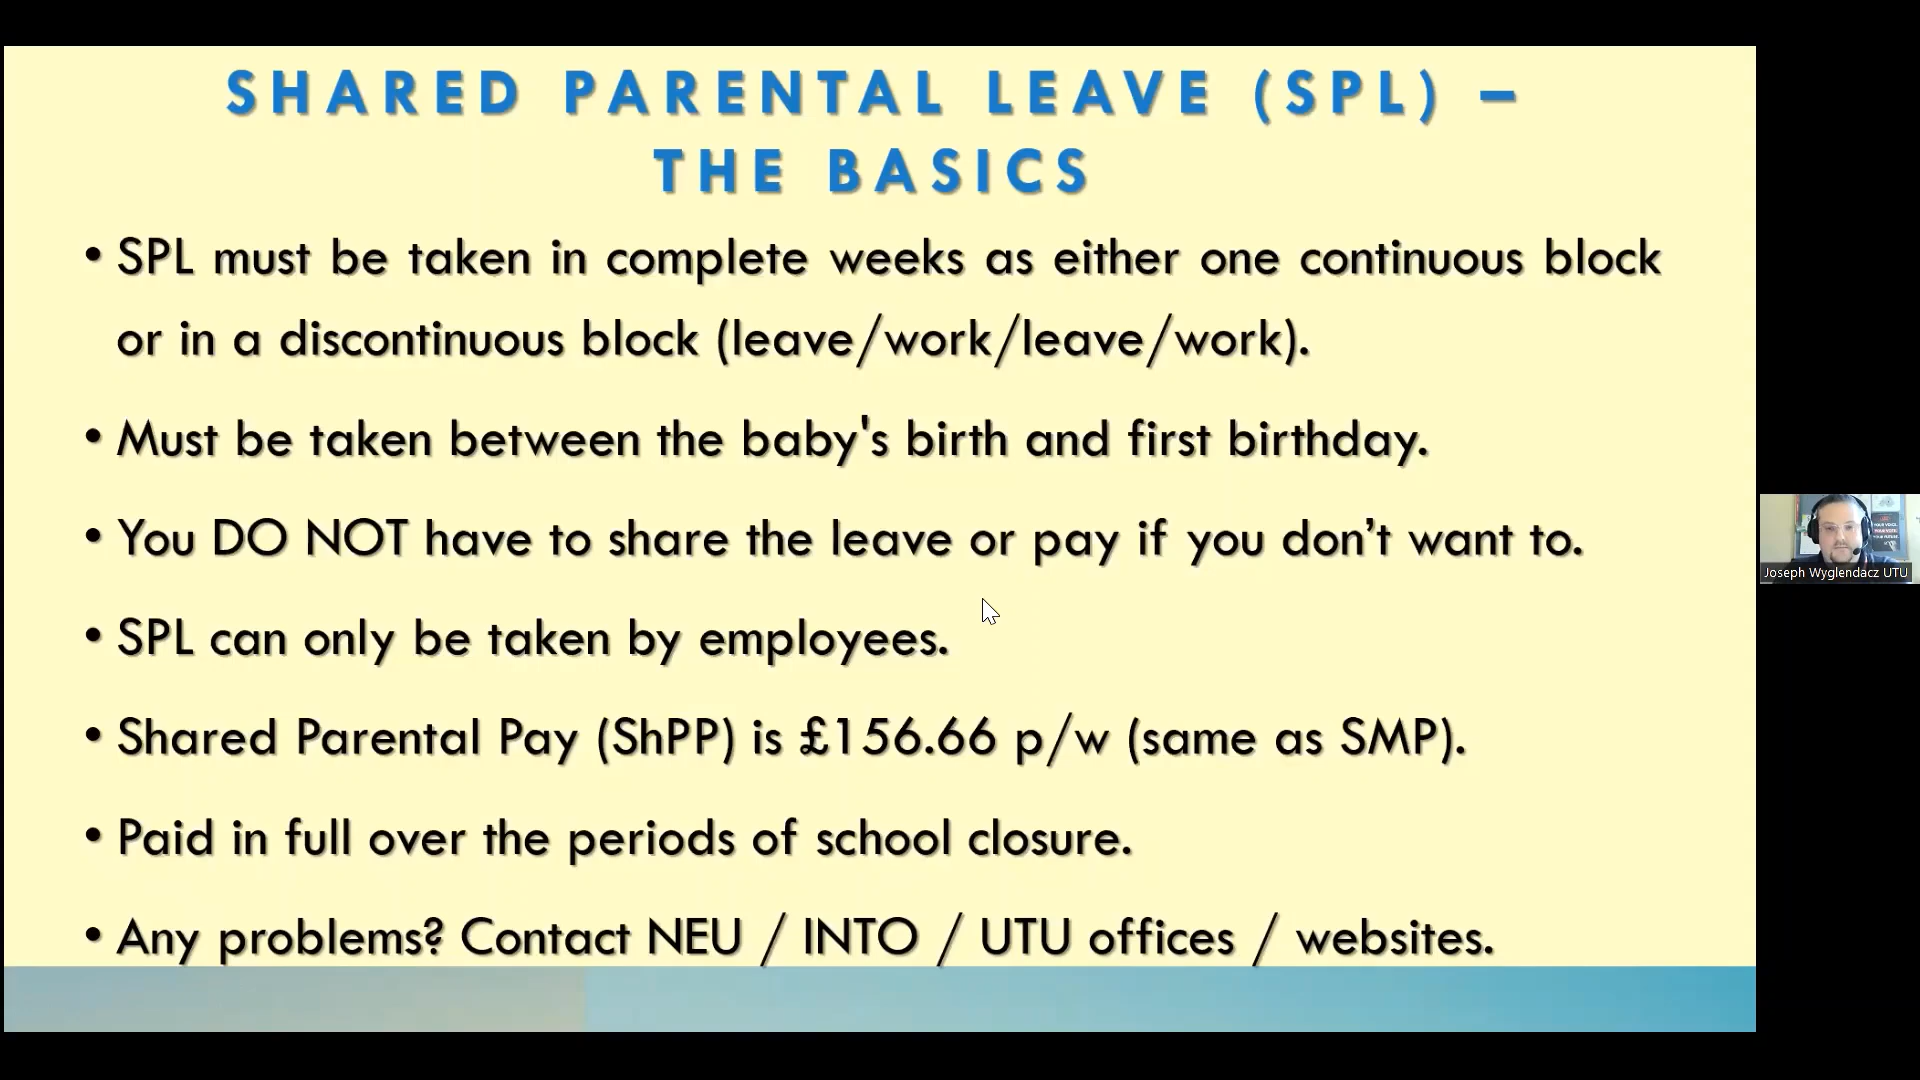 SHARED PARENTAL LEAVE (SPL) –
THE BASICS
• SPL must be taken in complete weeks as either one continuous block
or in a discontinuous block (leave/work/leave/work).
• Must be taken between the baby's birth and first birthday.
• You DO NOT have to share the leave or pay if you don’t want to.
• SPL can only be taken by employees.
• Shared Parental Pay (ShPP) is £156.66 p/w (same as SMP).
• Paid in full over the periods of school closure.
• Any problems? Contact NEU / INTO / UTU offices / websites.
YOUR VOICE
YOUR FUTURE
Joseph Wyglendacz UTU